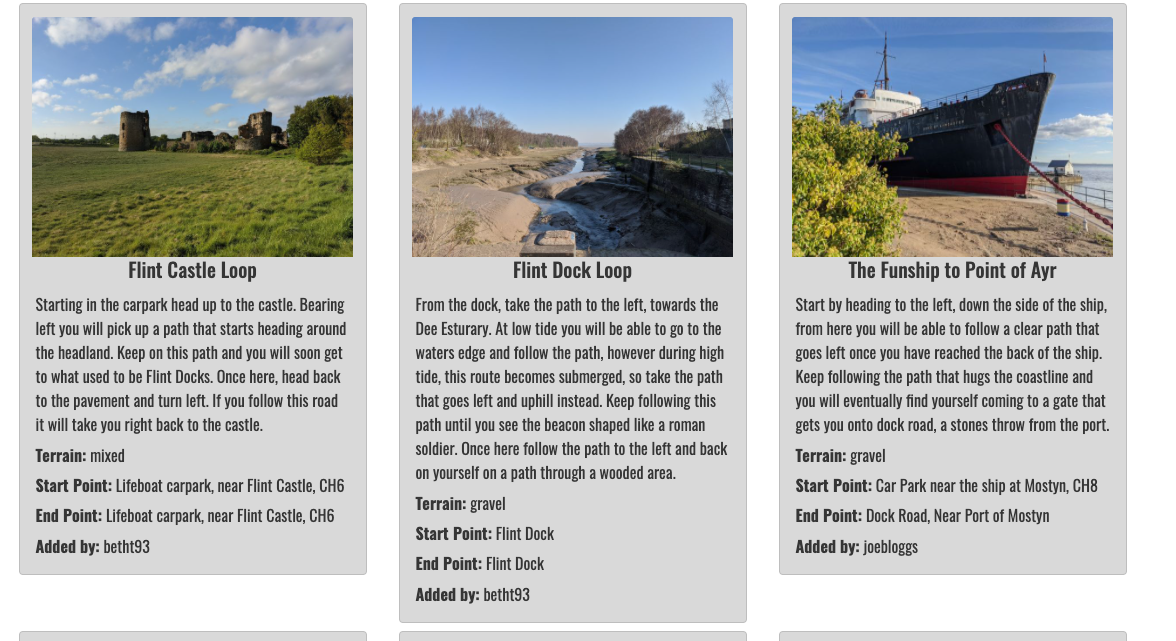 Flint Castle Loop
Starting in the carpark head up to the castle. Bearing
left you will pick up a path that starts heading around
the headland. Keep on this path and you will soon get
to what used to be Flint Docks. Once here, head back
to the pavement and turn left. If you follow this road
it will take you right back to the castle.
Terrain: mixed
Start Point: Lifeboat carpark, near Flint Castle, CH6
End Point: Lifeboat carpark, near Flint Castle, CH6
Added by: betht93
Flint Dock Loop
From the dock, take the path to the left, towards the
Dee Esturary. At low tide you will be able to go to the
waters edge and follow the path, however during high
tide, this route becomes submerged, so take the path
that goes left and uphill instead. Keep following this
path until you see the beacon shaped like a roman
soldier. Once here follow the path to the left and back
on yourself on a path through a wooded area.
Terrain: gravel
Start Point: Flint Dock
End Point: Flint Dock
Added by: betht93
The Funship to Point of Ayr
Start by heading to the left, down the side of the ship,
from here you will be able to follow a clear path that
goes left once you have reached the back of the ship.
Keep following the path that hugs the coastline and
you will eventually find yourself coming to a gate that
gets you onto dock road, a stones throw from the port.
Terrain: gravel
Start Point: Car Park near the ship at Mostyn, CH8
End Point: Dock Road, Near Port of Mostyn
Added by: joebloggs